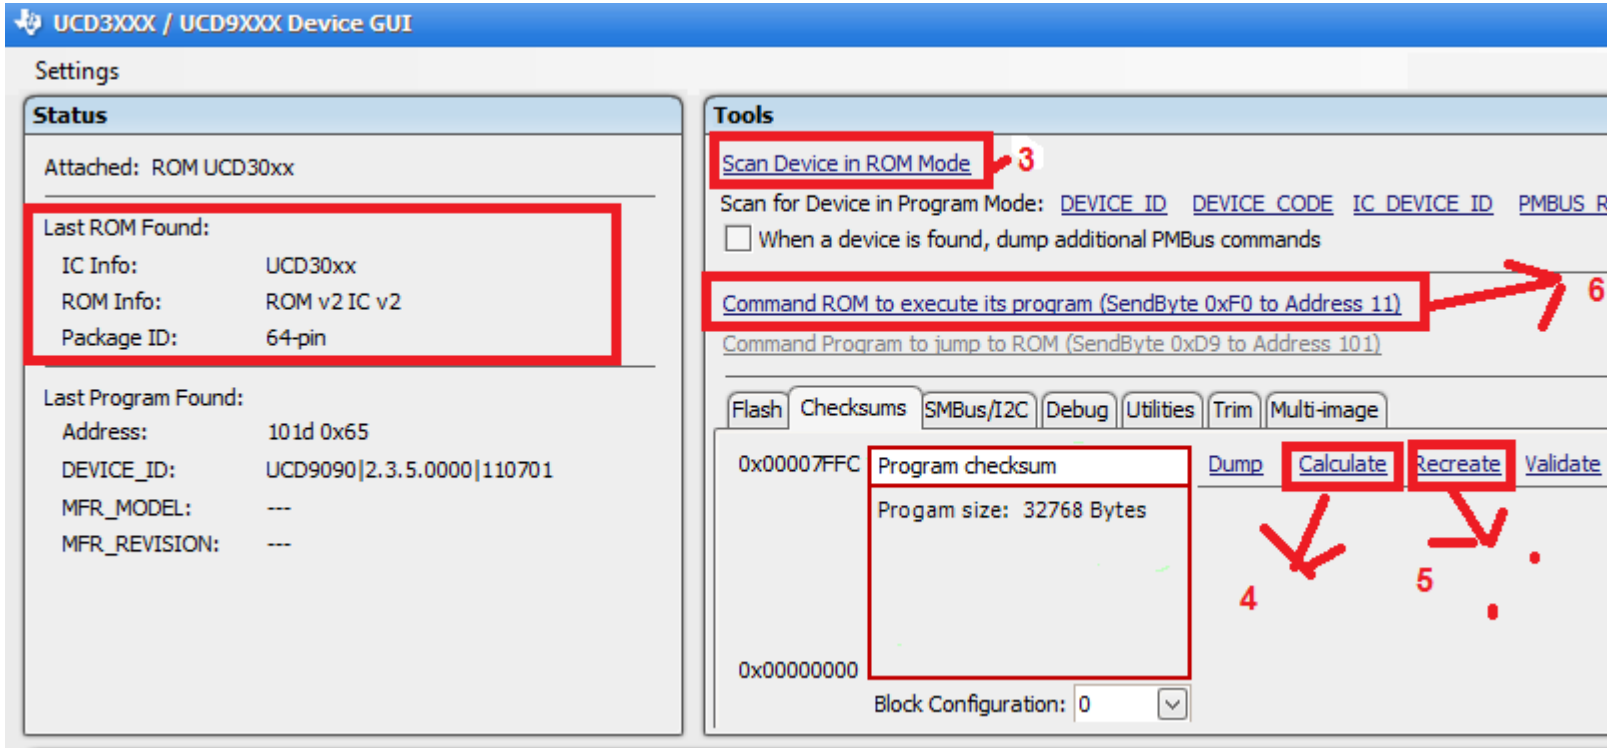 UCD3XXX / UCD9XXX Device GUI
Settings
Status
Attached: ROM UCD30xx
Last ROM Found:
IC Info: UCD30xx
ROM Info: ROM v2 IC v2
Package ID: 64-pin
Last Program Found:
Address: 101d 0x65
DEVICE_ID: UCD9090|2.3.5.0000|110701
MFR_MODEL: ---
MFR_REVISION: ---
Tools
Scan Device in ROM Mode 3
Scan for Device in Program Mode: DEVICE_ID DEVICE_CODE IC_DEVICE_ID PMBUS_R
When a device is found, dump additional PMBus commands
Command ROM to execute its program (SendByte 0xF0 to Address 11) 6
Command Program to jump to ROM (SendByte 0xD9 to Address 101)
Flash Checksums SMBus/I2C Debug Utilities Trim Multi-image
0x00007FFC Program checksum Dump Calculate Recreate Validate
Progam size: 32768 Bytes
4 5
0x00000000
Block Configuration: 0